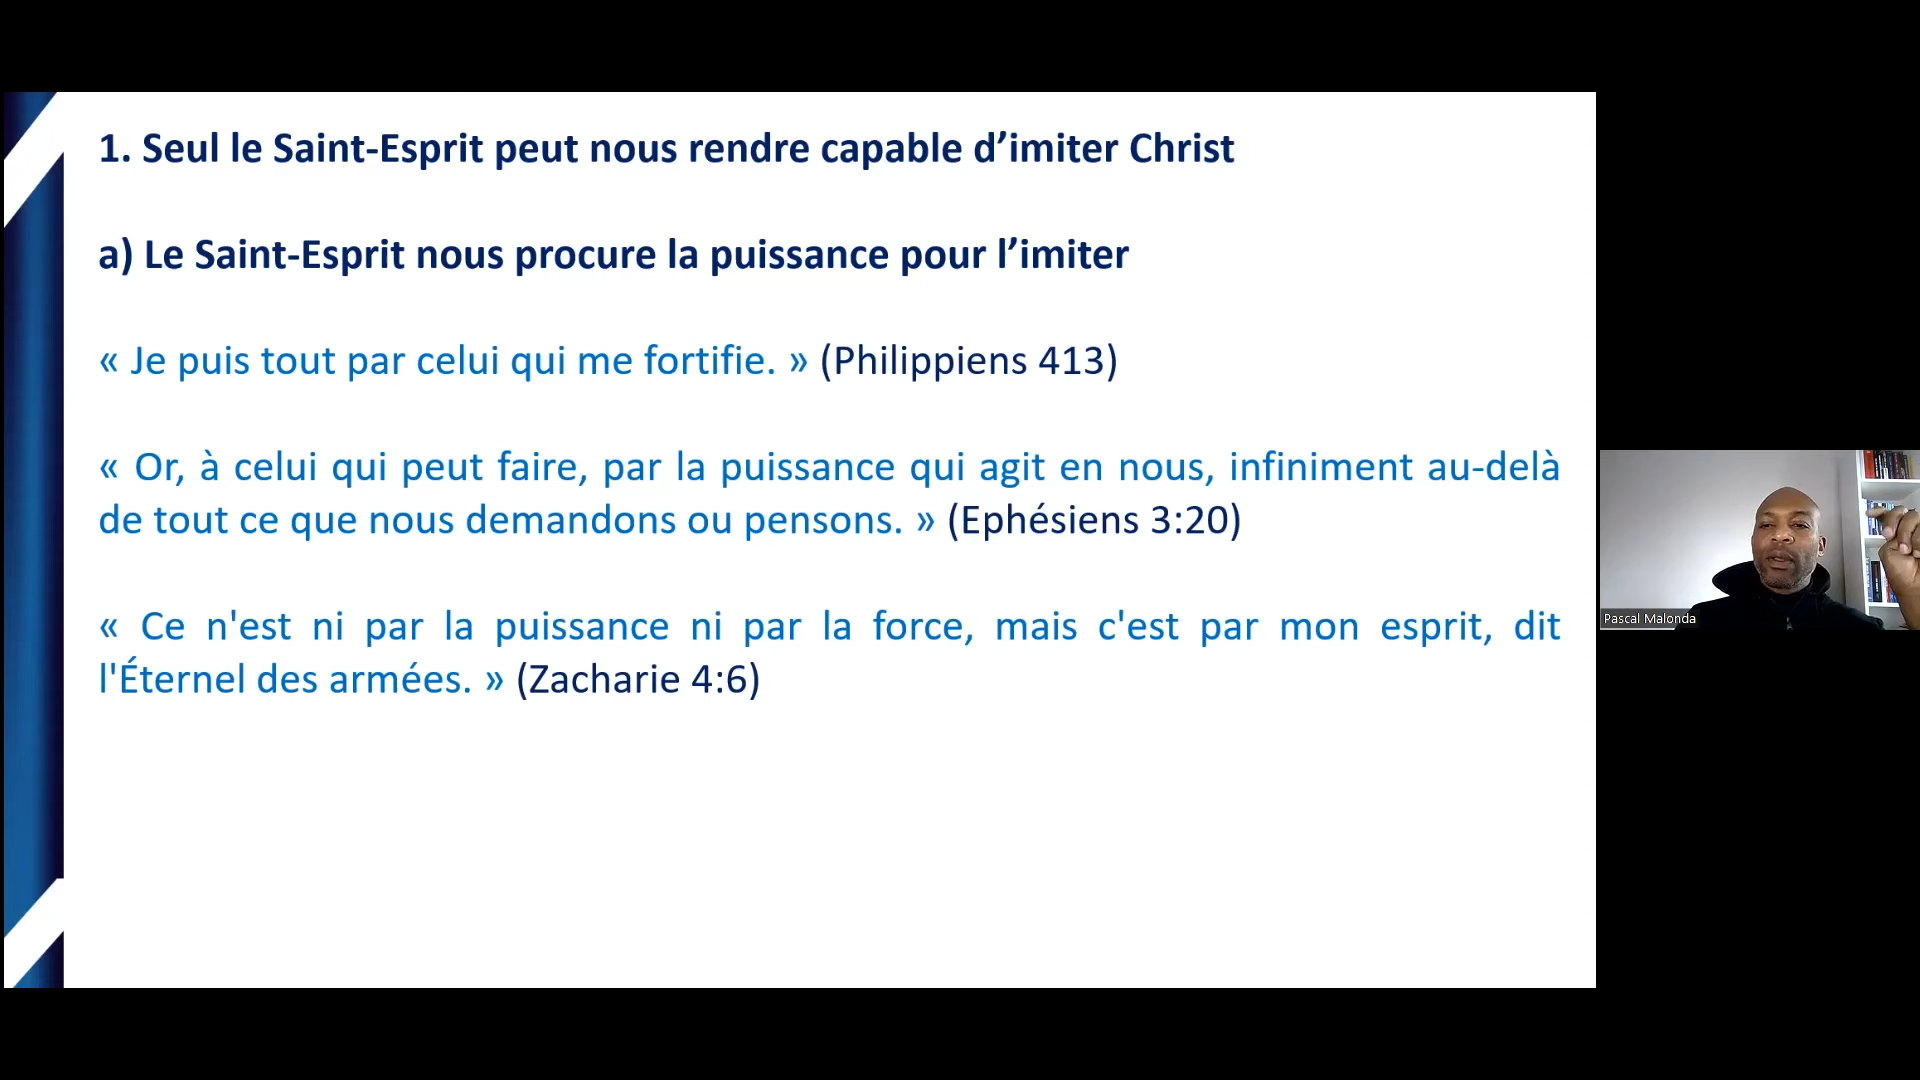 1. Seul le Saint-Esprit peut nous rendre capable d’imiter Christ
a) Le Saint-Esprit nous procure la puissance pour l’imiter
« Je puis tout par celui qui me fortifie. » (Philippiens 413)
« Or, à celui qui peut faire, par la puissance qui agit en nous, infiniment au-delà
de tout ce que nous demandons ou pensons. » (Ephésiens 3:20)
« Ce n'est ni par la puissance ni par la force, mais c'est par mon esprit, dit
l'Éternel des armées. » (Zacharie 4:6)
Pascal Malonda